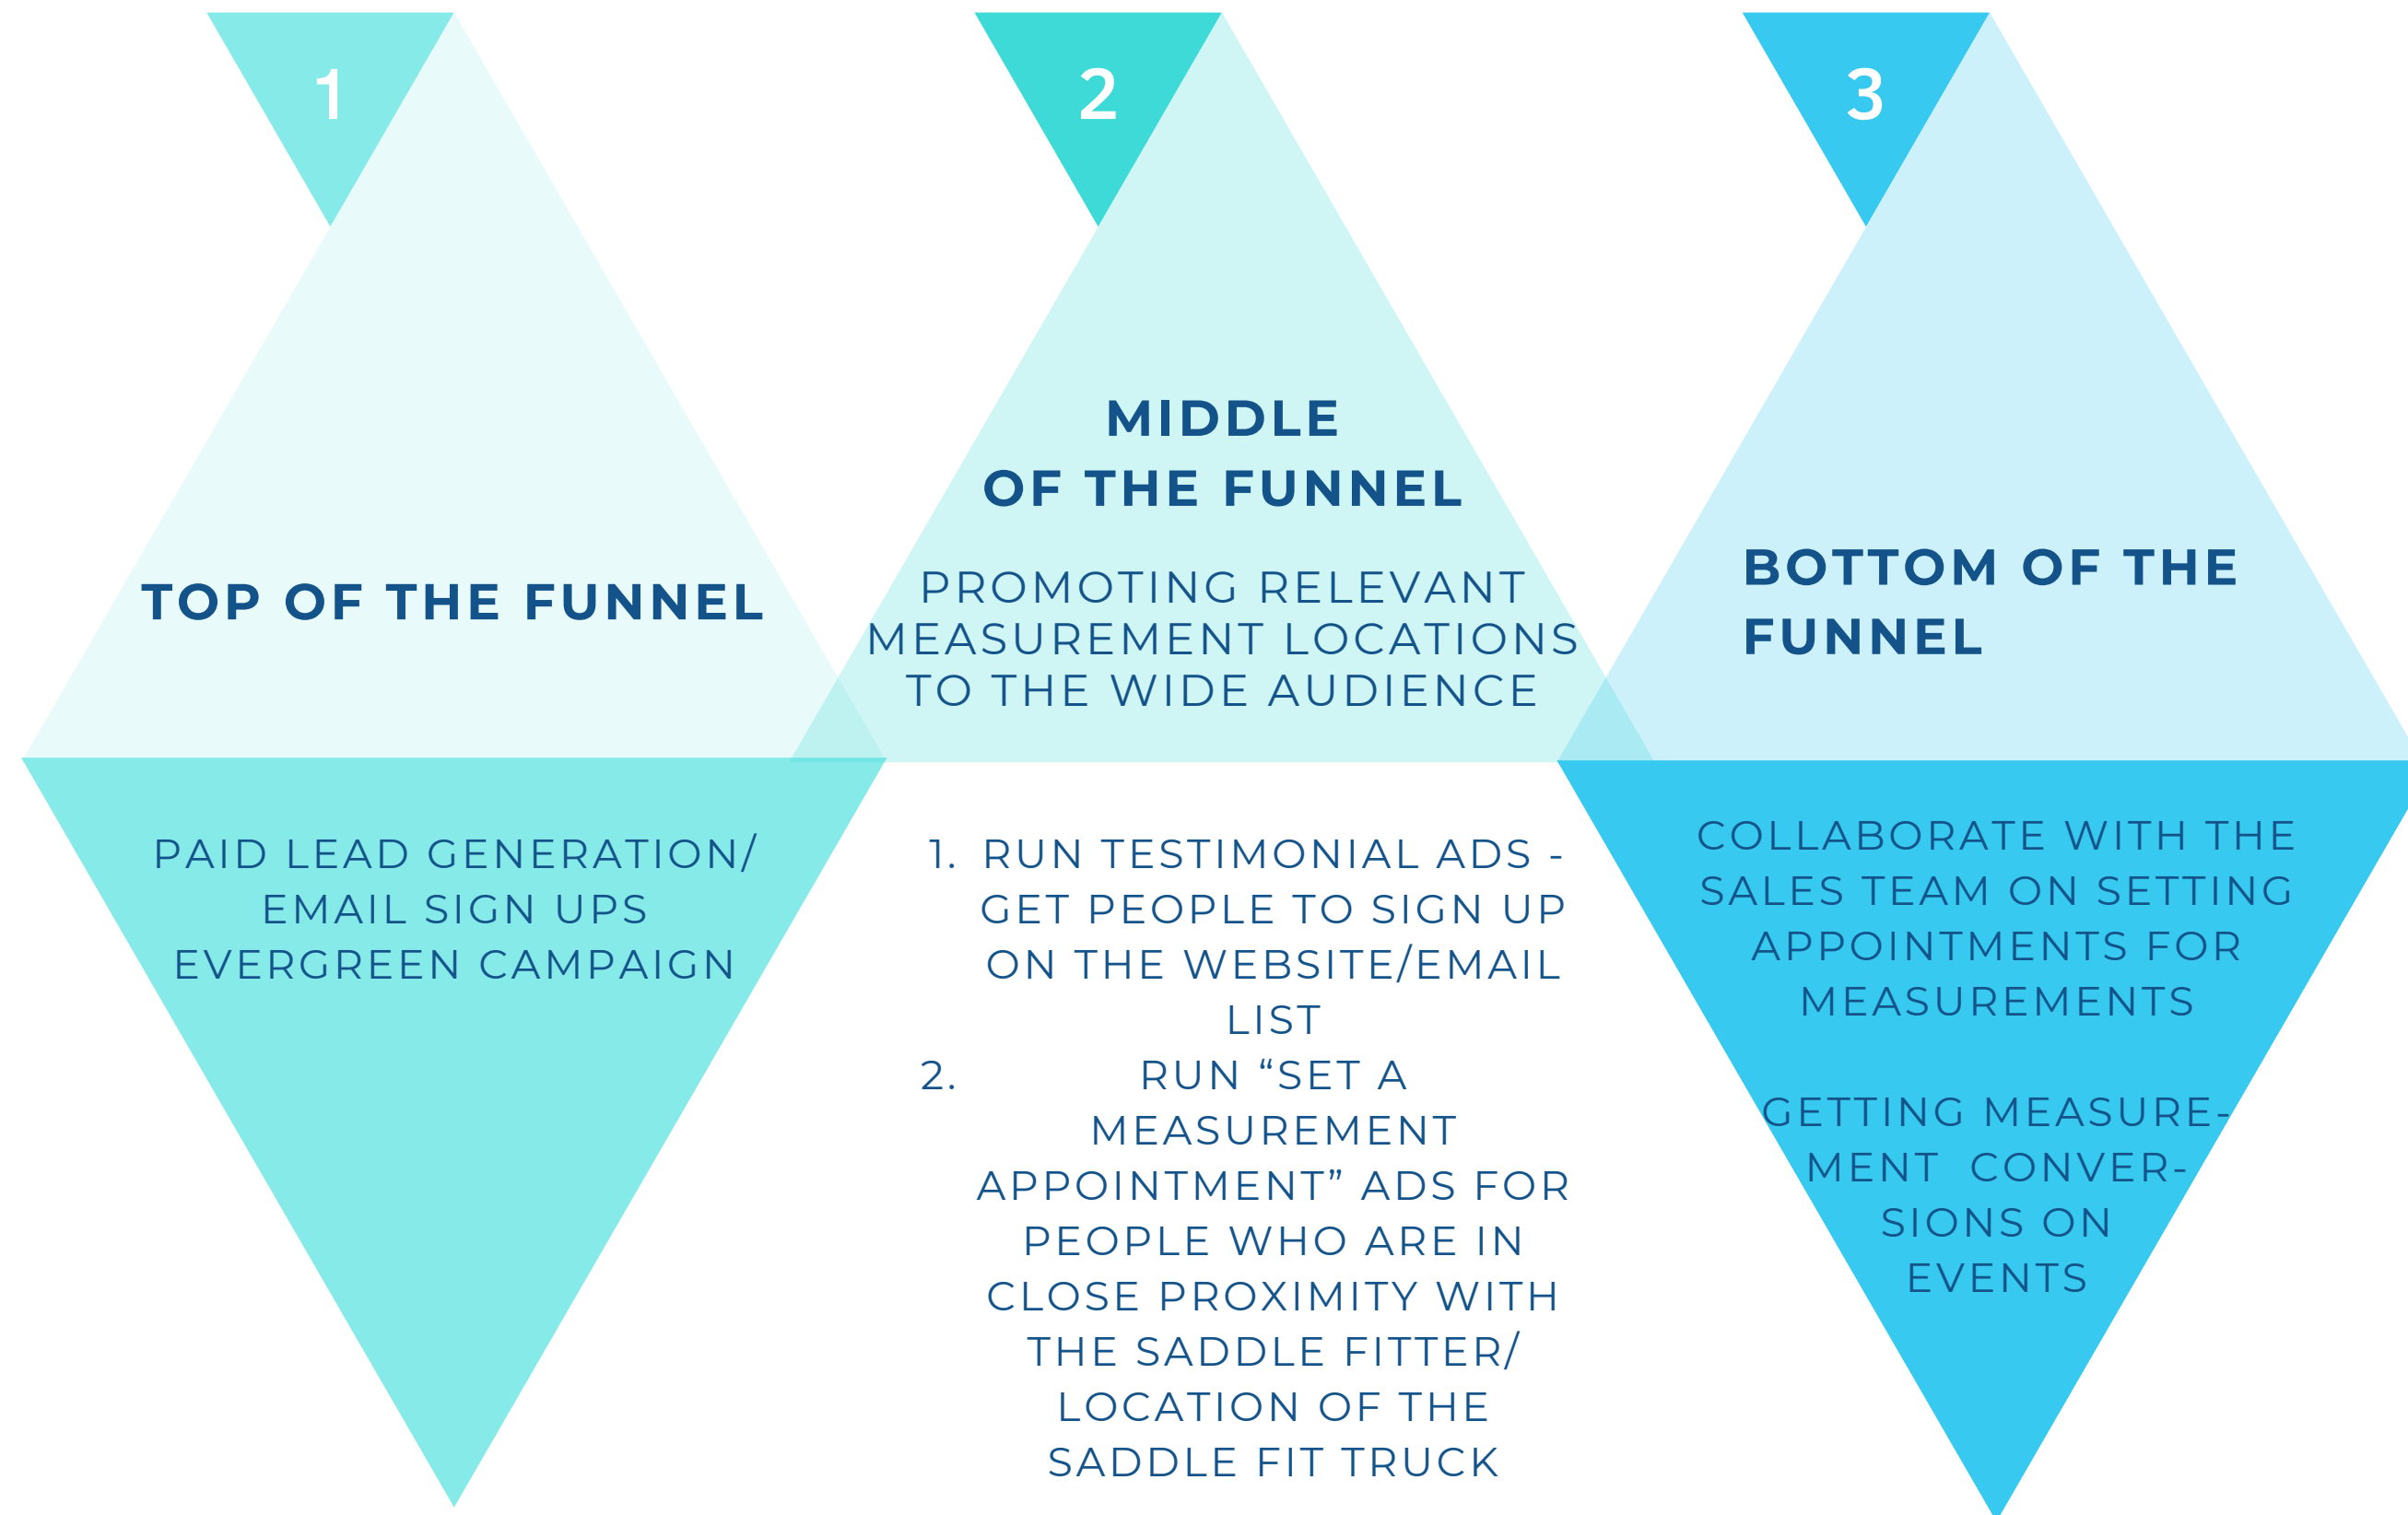 1
TOP OF THE FUNNEL
PAID LEAD GENERATION/
EMAIL SIGN UPS
EVERGREEN CAMPAIGN
2
MIDDLE
OF THE FUNNEL
PROMOTING RELEVANT
MEASUREMENT LOCATIONS
TO THE WIDE AUDIENCE
1. RUN TESTIMONIAL ADS -
GET PEOPLE TO SIGN UP
ON THE WEBSITE/EMAIL
LIST
2. RUN “SET A
MEASUREMENT
APPOINTMENT” ADS FOR
PEOPLE WHO ARE IN
CLOSE PROXIMITY WITH
THE SADDLE FITTER/
LOCATION OF THE
SADDLE FIT TRUCK
3
BOTTOM OF THE
FUNNEL
COLLABORATE WITH THE
SALES TEAM ON SETTING
APPOINTMENTS FOR
MEASUREMENTS
GETTING MEASURE-
MENT CONVER-
SIONS ON
EVENTS